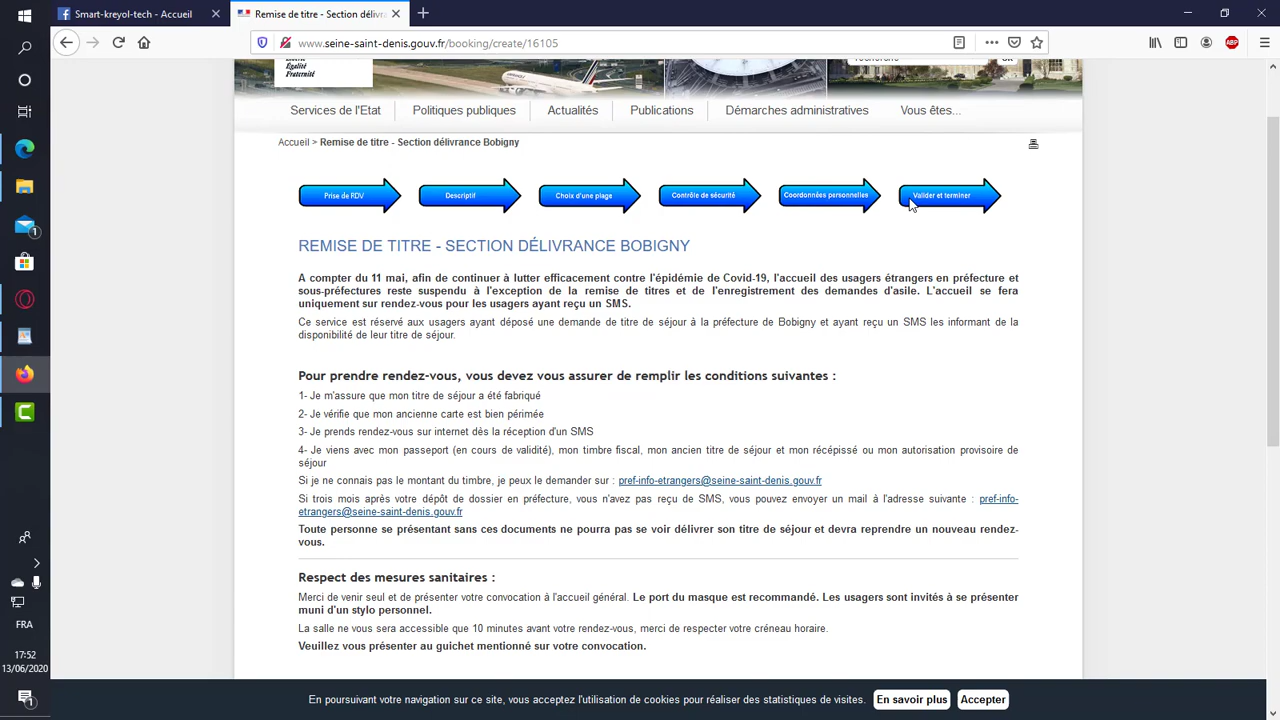 Smart-kreyol-tech - Accueil
Remise de titre - Section délivr
www.seine-saint-denis.gouv.fr/booking/create/16105
ABP
Égalité
Fraternité
Services de l'Etat
Politiques publiques
Actualités
Publications
Démarches administratives
Vous êtes...
Accueil > Remise de titre - Section délivrance Bobigny
Prise de RDV
Descriptif
Choix d'une plage
Contrôle de sécurité
Coordonnées personnelles
Valider et terminer
REMISE DE TITRE - SECTION DÉLIVRANCE BOBIGNY
A compter du 11 mai, afin de continuer à lutter efficacement contre l'épidémie de Covid-19, l'accueil des usagers étrangers en préfecture et
sous-préfectures reste suspendu à l'exception de la remise de titres et de l'enregistrement des demandes d'asile. L'accueil se fera
uniquement sur rendez-vous pour les usagers ayant reçu un SMS.
Ce service est réservé aux usagers ayant déposé une demande de titre de séjour à la préfecture de Bobigny et ayant reçu un SMS les informant de la
disponibilité de leur titre de séjour.
Pour prendre rendez-vous, vous devez vous assurer de remplir les conditions suivantes :
1- Je m'assure que mon titre de séjour a été fabriqué
2- Je vérifie que mon ancienne carte est bien périmée
3- Je prends rendez-vous sur internet dès la réception d'un SMS
4- Je viens avec mon passeport (en cours de validité), mon timbre fiscal, mon ancien titre de séjour et mon récépissé ou mon autorisation provisoire de
séjour
Si je ne connais pas le montant du timbre, je peux le demander sur : pref-info-etrangers@seine-saint-denis.gouv.fr
Si trois mois après votre dépôt de dossier en préfecture, vous n'avez pas reçu de SMS, vous pouvez envoyer un mail à l'adresse suivante : pref-info-
etrangers@seine-saint-denis.gouv.fr
Toute personne se présentant sans ces documents ne pourra pas se voir délivrer son titre de séjour et devra reprendre un nouveau rendez-
vous.
Respect des mesures sanitaires :
Merci de venir seul et de présenter votre convocation à l'accueil général. Le port du masque est recommandé. Les usagers sont invités à se présenter
muni d'un stylo personnel.
La salle ne vous sera accessible que 10 minutes avant votre rendez-vous, merci de respecter votre créneau horaire.
Veuillez vous présenter au guichet mentionné sur votre convocation.
En poursuivant votre navigation sur ce site, vous acceptez l'utilisation de cookies pour réaliser des statistiques de visites.
En savoir plus
Accepter
1
FRA
17:52
13/06/2020
1